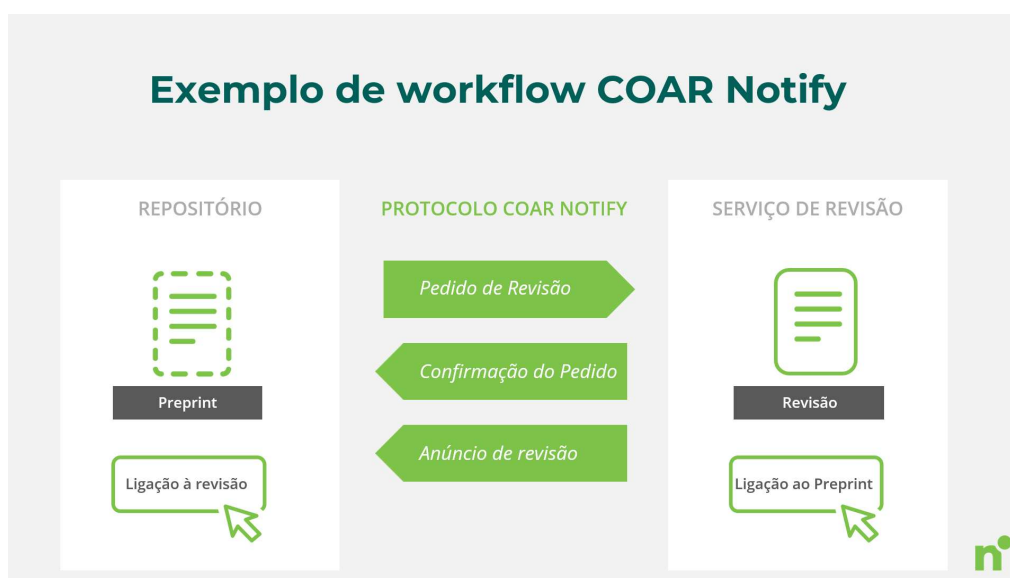 Exemplo de workflow COAR Notify
REPOSITÓRIO
Preprint
Ligação à revisão
PROTOCOLO COAR NOTIFY
Pedido de Revisão
Confirmação do Pedido
Anúncio de revisão
SERVIÇO DE REVISÃO
Revisão
Ligação ao Preprint
n